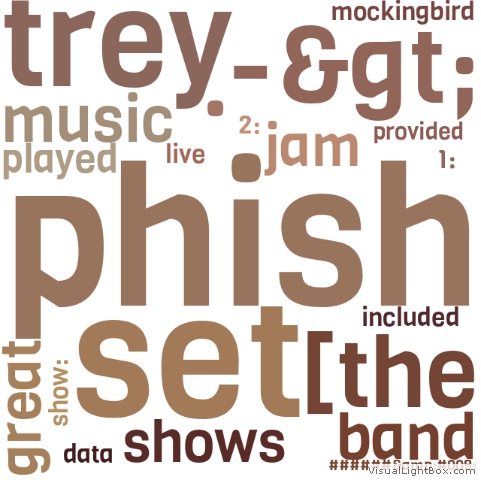 trey
mockingbird
.-&gt;
music
2:
jam
provided
played
live
1:
phish
included
set
[the
great
show:
band
data
shows
VisualLightBox.com